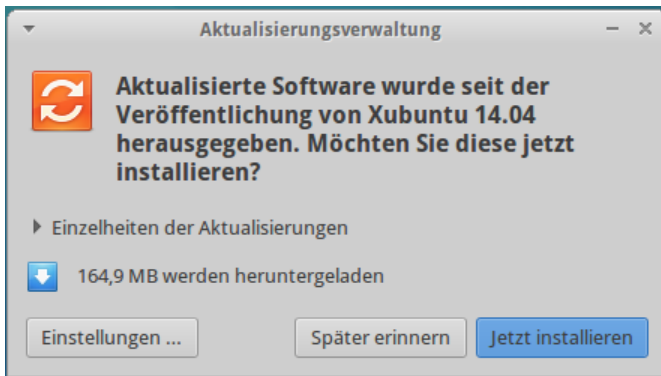 Aktualisierungsverwaltung
Aktualisierte Software wurde seit der
Veröffentlichung von Xubuntu 14.04
herausgegeben. Möchten Sie diese jetzt
installieren?
Einzelheiten der Aktualisierungen
164,9 MB werden heruntergeladen
Einstellungen ...
Später erinnern
Jetzt installieren